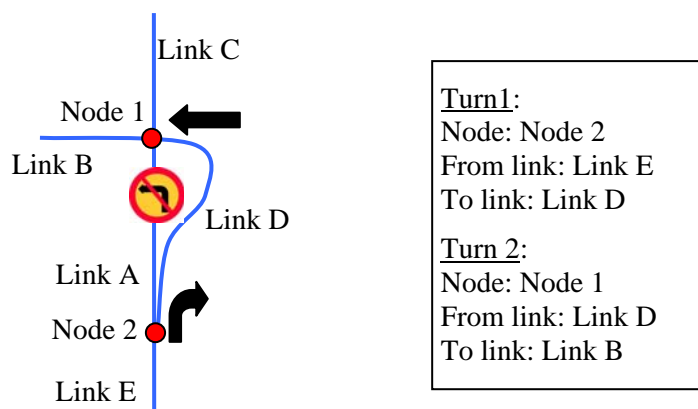 Link C
Node 1
Link B
Link D
Link A
Node 2
Link E
Turn1:
Node: Node 2
From link: Link E
To link: Link D
Turn 2:
Node: Node 1
From link: Link D
To link: Link B